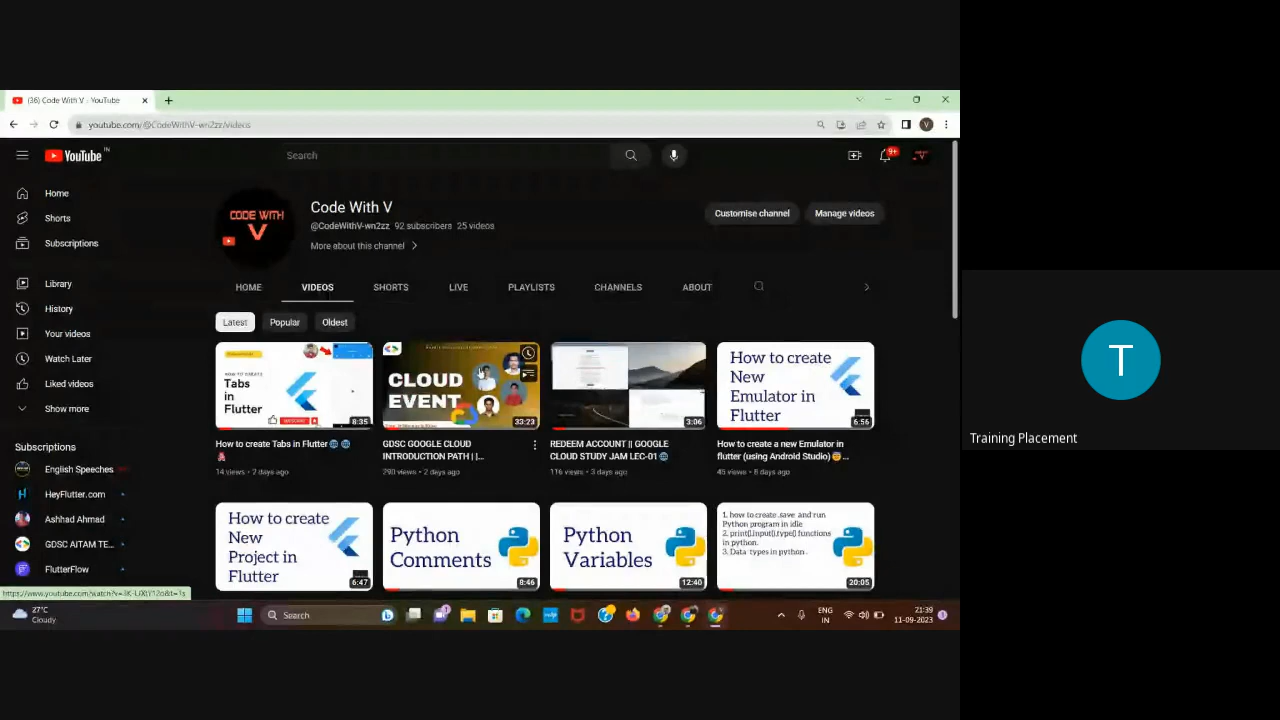 (36) Code With V - YouTube
youtube.com/@CodeWithV-wn2zz/videos
V
YouTube IN
Search
9+
Home
Shorts
Subscriptions
Library
History
Your videos
Watch Later
Liked videos
Show more
Subscriptions
English Speeches
HeyFlutter.com
Ashhad Ahmad
GDSC AITAM TE...
FlutterFlow
CODE WITH
V
Code With V
@CodeWithV-wn2zz 92 subscribers 25 videos
More about this channel
Customise channel
Manage videos
HOME
VIDEOS
SHORTS
LIVE
PLAYLISTS
CHANNELS
ABOUT
Latest
Popular
Oldest
HOW TO CREATE
Tabs
in
Flutter
8:35
How to create Tabs in Flutter
14 views • 2 days ago
CLOUD
EVENT
33:23
GDSC GOOGLE CLOUD
INTRODUCTION PATH | |...
290 views • 2 days ago
3:06
REDEEM ACCOUNT || GOOGLE
CLOUD STUDY JAM LEC-01
116 views • 3 days ago
How to create
New
Emulator in
Flutter
6:56
How to create a new Emulator in
flutter (using Android Studio)...
45 views • 8 days ago
How to create
New
Project in
Flutter
6:47
Python
Comments
8:46
Python
Variables
12:40
1. how to create ,save and run
Python program in idle
2. print(),input(),type() functions
in python.
3. Data types in python .
20:05
27°C
Cloudy
Search
ENG
IN
21:39
11-09-2023
T
Training Placement